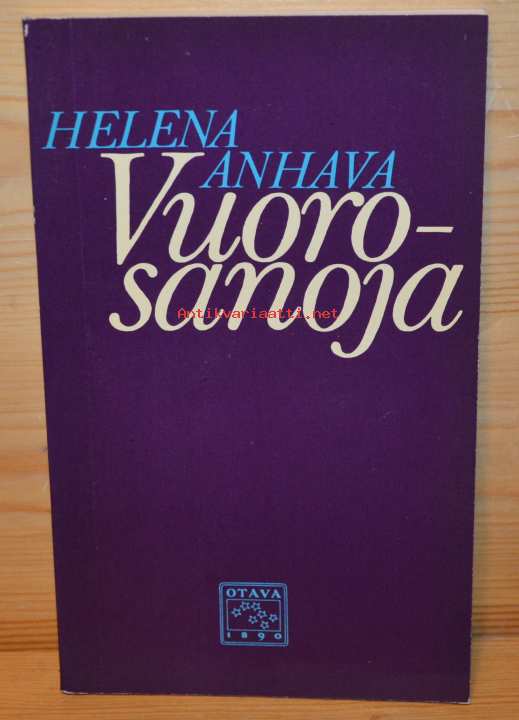 HELENA
ANHAVA
Vuoro-
sanoja
Antikvariaatti.net
OTAVA
1890